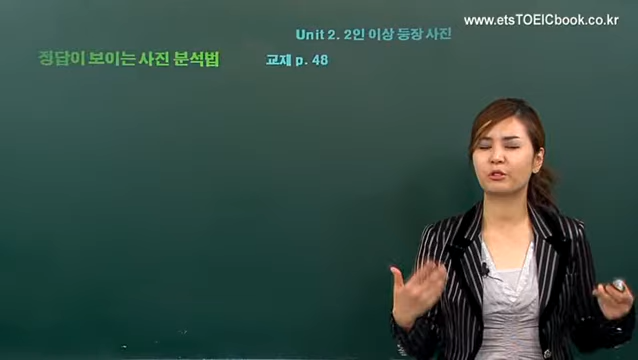 www.etsTOEICbook.co.kr
Unit 2. 2인 이상 등장 사진
정답이 보이는 사진 분석법
교재 p. 48